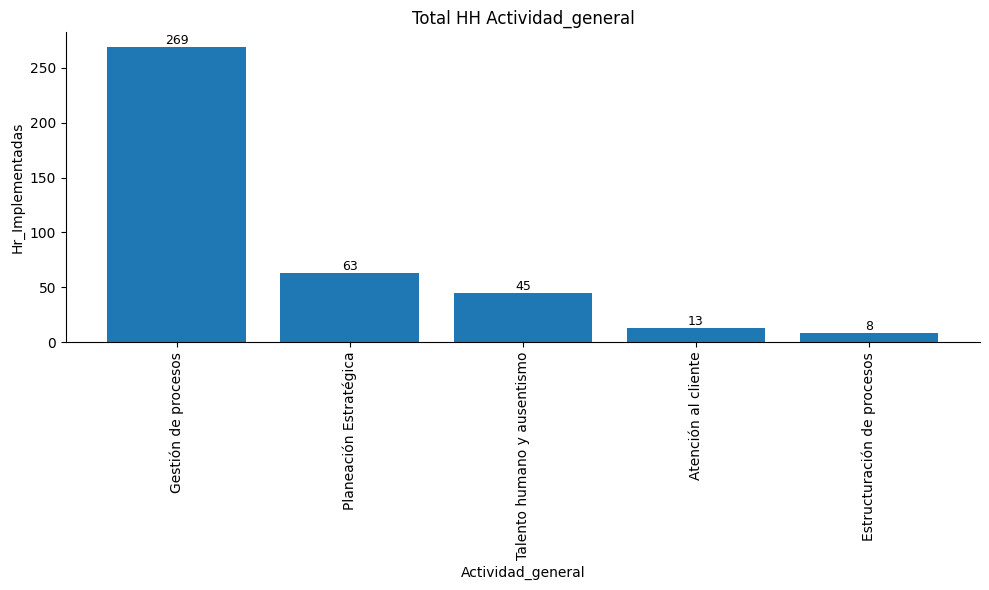 Total HH Actividad_general
Hr_Implementadas
250
200
150
100
50
0
269
63
45
13
8
Gestión de procesos
Planeación Estratégica
Talento humano y ausentismo
Atención al cliente
Estructuración de procesos
Actividad_general